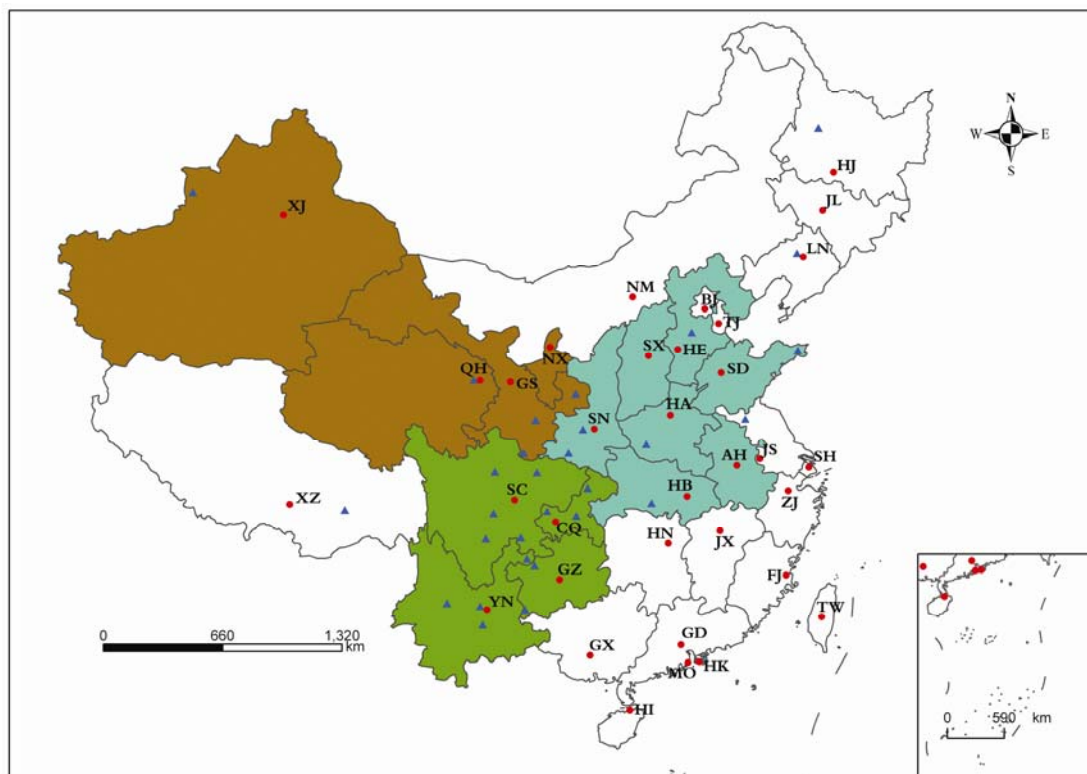 N
W E
S
HJ
XJ
JL
LN
NM
BJ
TJ
NX
SX
HE
QH
GS
SD
HA
SN
AH
JS
SH
SC
HB
ZJ
XZ
CQ
HN
JX
GZ
FJ
YN
TW
0 660 1,320
km
GX
GD
MO
HK
HI
0 590 km